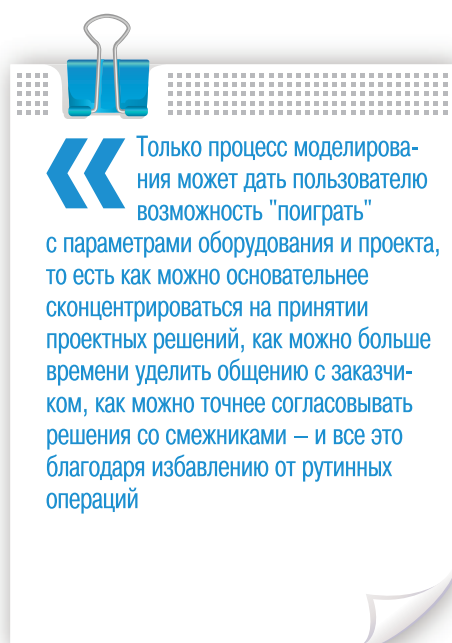 Только процесс моделирова-
ния может дать пользователю
возможность "поиграть"
с параметрами оборудования и проекта,
то есть как можно основательнее
сконцентрироваться на принятии
проектных решений, как можно больше
времени уделить общению с заказчи-
ком, как можно точнее согласовывать
решения со смежниками – и все это
благодаря избавлению от рутинных
операций